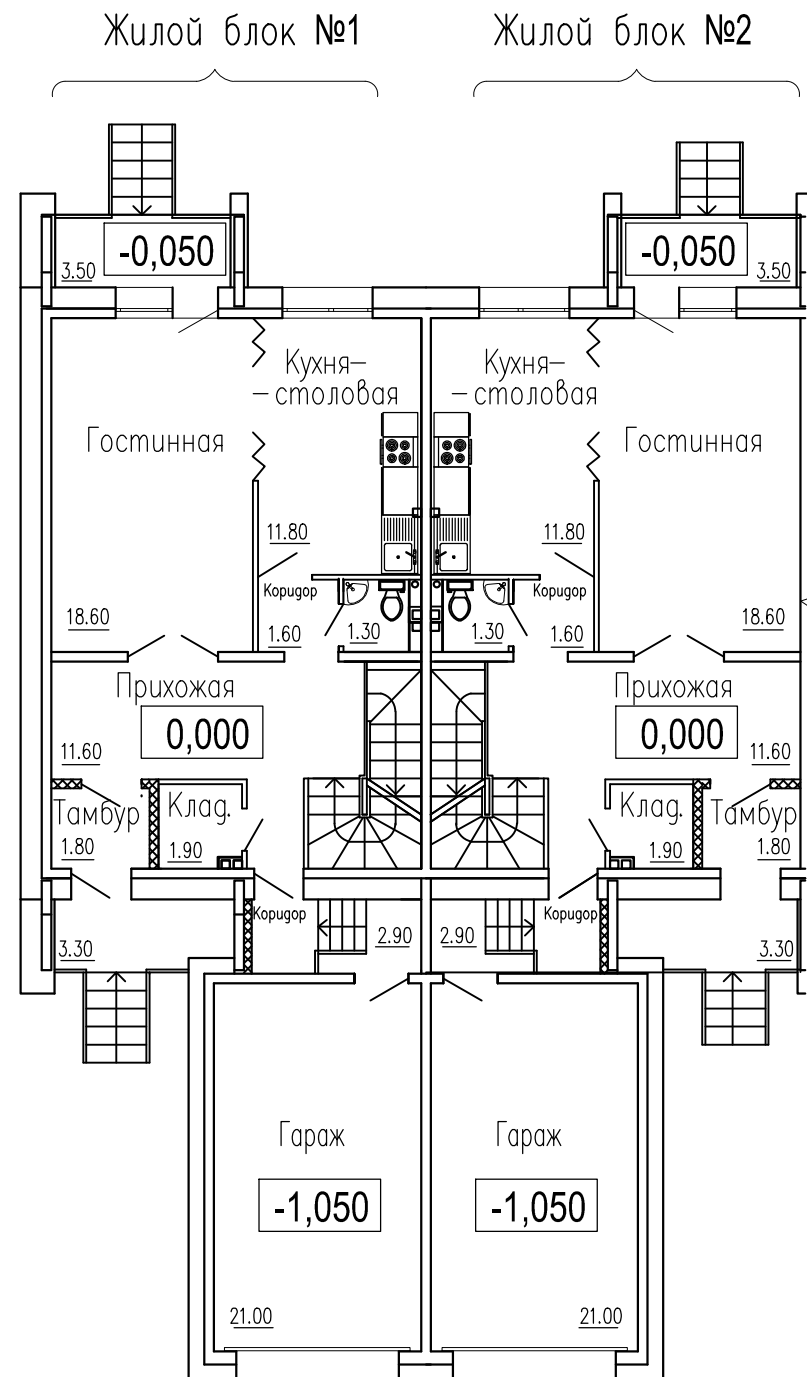 Жилой блок №1
Жилой блок №2
-0,050
3.50
-0,050
3.50
Кухня-
-столовая
Кухня-
-столовая
Гостинная
Гостинная
11.80
11.80
Коридор
Коридор
18.60
1.60
1.30
1.30
1.60
18.60
Прихожая
Прихожая
0,000
0,000
11.60
11.60
Тамбур
Клад.
Клад.
Тамбур
1.80
1.90
1.90
1.80
Коридор
Коридор
3.30
2.90
2.90
3.30
Гараж
Гараж
-1,050
-1,050
21.00
21.00